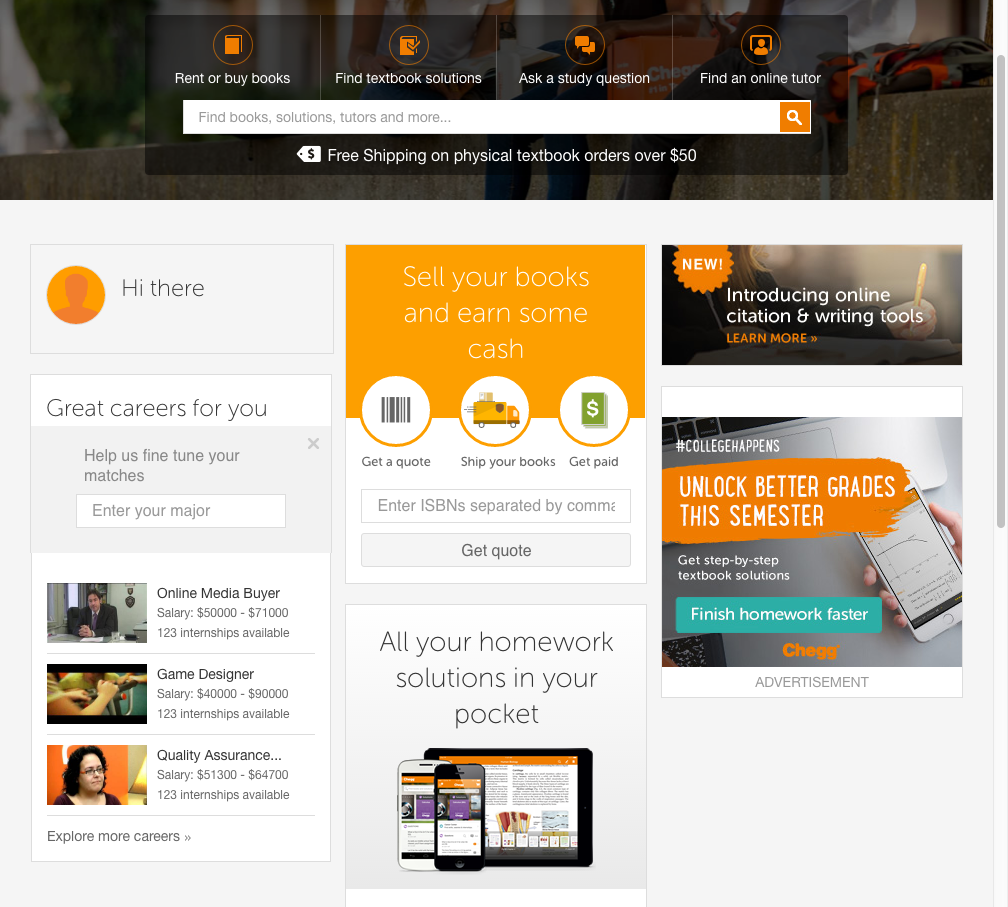 Rent or buy books
Find textbook solutions
Ask a study question
Find an online tutor
Find books, solutions, tutors and more...
$ Free Shipping on physical textbook orders over $50
Hi there
Great careers for you
×
Help us fine tune your
matches
Enter your major
Online Media Buyer
Salary: $50000 - $71000
123 internships available
Game Designer
Salary: $40000 - $90000
123 internships available
Quality Assurance...
Salary: $51300 - $64700
123 internships available
Explore more careers »
Sell your books
and earn some
cash
$
Get a quote
Ship your books
Get paid
Enter ISBNs separated by comma
Get quote
All your homework
solutions in your
pocket
Chegg
Chegg
NEW!
Introducing online
citation & writing tools
LEARN MORE »
#COLLEGEHAPPENS
UNLOCK BETTER GRADES
THIS SEMESTER
Get step-by-step
textbook solutions
Finish homework faster
Chegg
ADVERTISEMENT